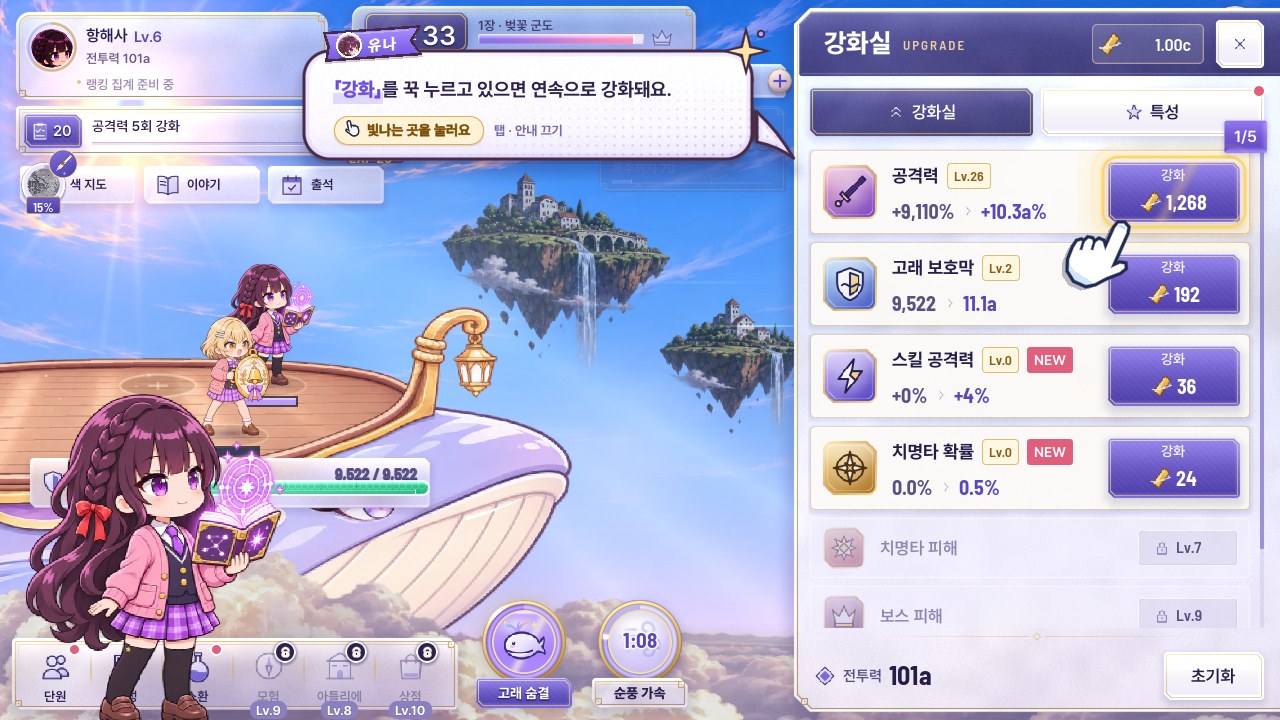 항해사 Lv.6
전투력 101a
랭킹 집계 준비 중
33
1장 · 벚꽃 군도
유나
「강화」를 꾹 누르고 있으면 연속으로 강화돼요.
빛나는 곳을 눌러요
탭 · 안내 끄기
20
공격력 5회 강화
색 지도
15%
이야기
출석
9,522 / 9,522
단원
모험
Lv.9
아틀리에
Lv.8
상점
Lv.10
고래 숨결
1:08
순풍 가속
강화실 UPGRADE
1.00c
강화실
특성
1/5
공격력 Lv.26
+9,110% +10.3a%
강화
1,268
고래 보호막 Lv.2
9,522 11.1a
강화
192
스킬 공격력 Lv.0 NEW
+0% +4%
강화
36
치명타 확률 Lv.0 NEW
0.0% 0.5%
강화
24
치명타 피해
Lv.7
보스 피해
Lv.9
전투력 101a
초기화